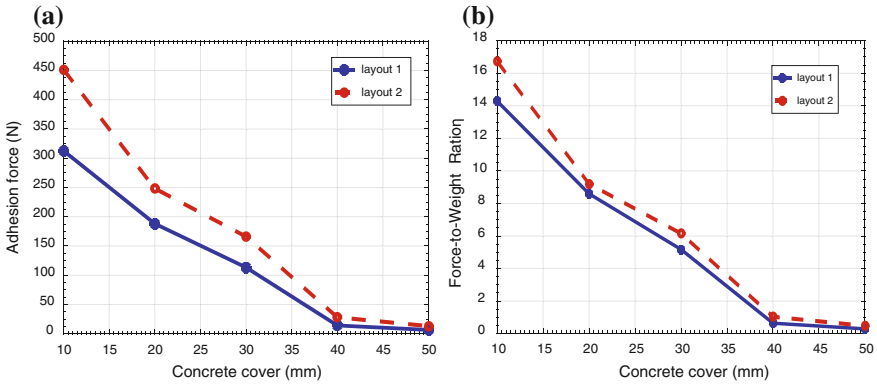 (a)
500
450
400
350
300
250
200
150
100
50
0
Adhesion force (N)
layout 1
layout 2
10 15 20 25 30 35 40 45 50
Concrete cover (mm)
(b)
18
16
14
12
10
8
6
4
2
0
Force-to-Weight Ration
layout 1
layout 2
10 15 20 25 30 35 40 45 50
Concrete cover (mm)